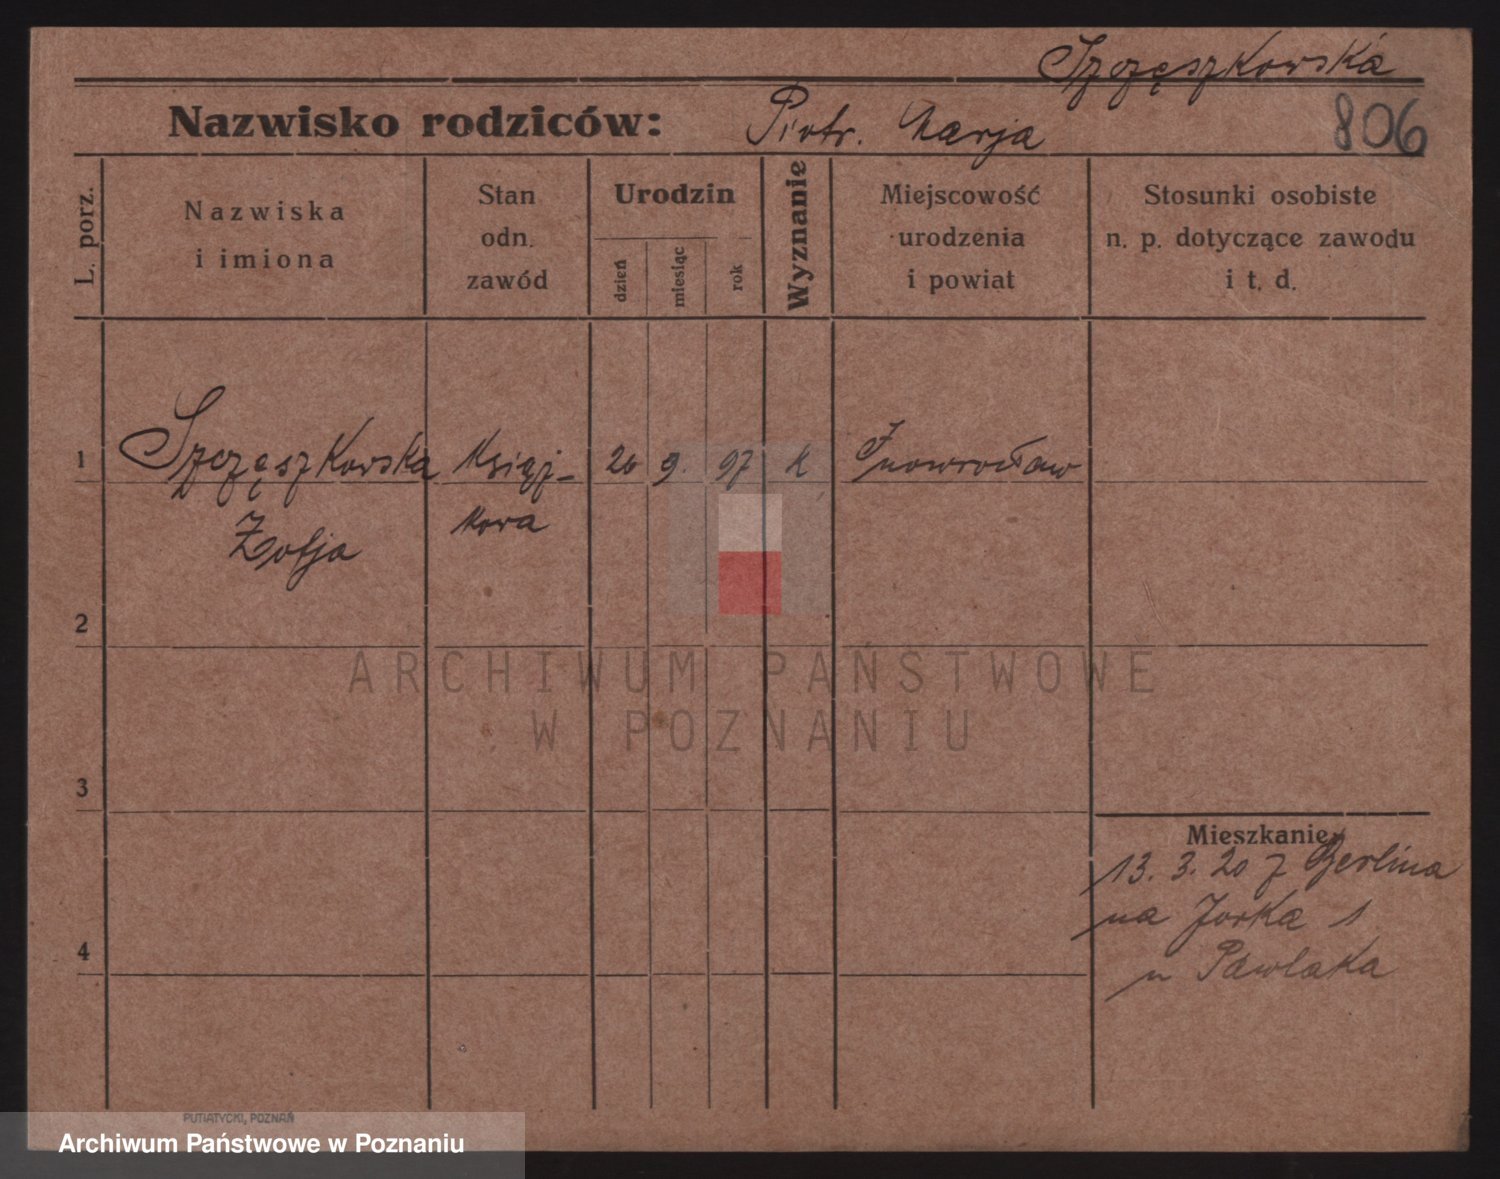 Szczęszkowska
Nazwisko rodziców: Piotr. Marja 806
L. porz.
Nazwiska
i imiona
Stan
odn.
zawód
Urodzin
dzień
miesiąc
rok
Wyznanie
Miejscowość
urodzenia
i powiat
Stosunki osobiste
n. p. dotyczące zawodu
i t. d.
1 Szczęszkowska Książ- 26 9. 97 k Inowrocław
Zofja kowa
2
3
4
Mieszkanie
13. 3. 20 z Berlina
na Jorka 1
u Pawlaka
ARCHIWUM PAŃSTWOWE
W POZNANIU
PUTIATYCKI, POZNAŃ
Archiwum Państwowe w Poznaniu